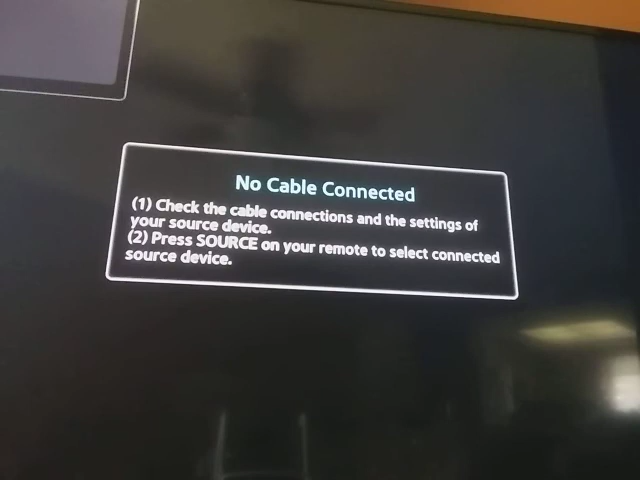 No Cable Connected
(1) Check the cable connections and the settings of
your source device.
(2) Press SOURCE on your remote to select connected
source device.